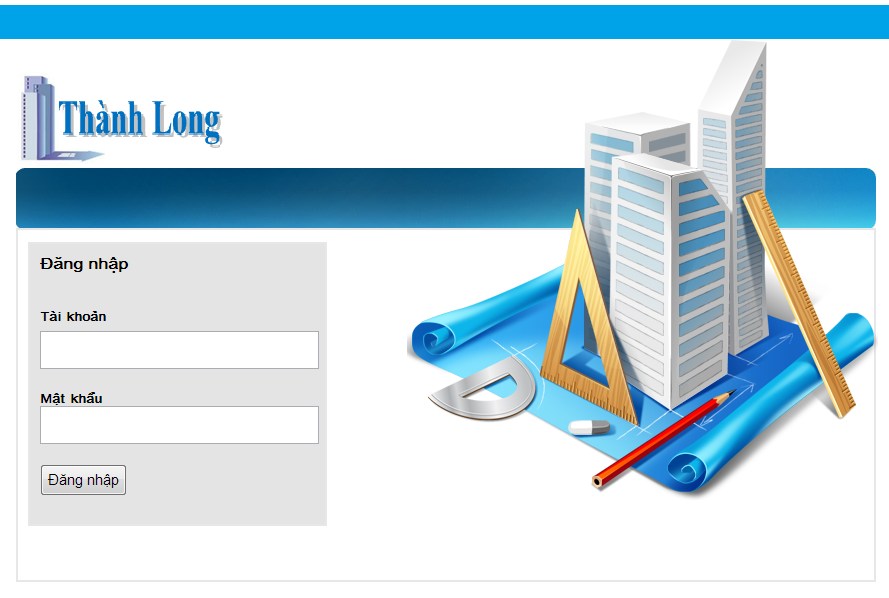 Thành Long
Đăng nhập
Tài khoản
Mật khẩu
Đăng nhập